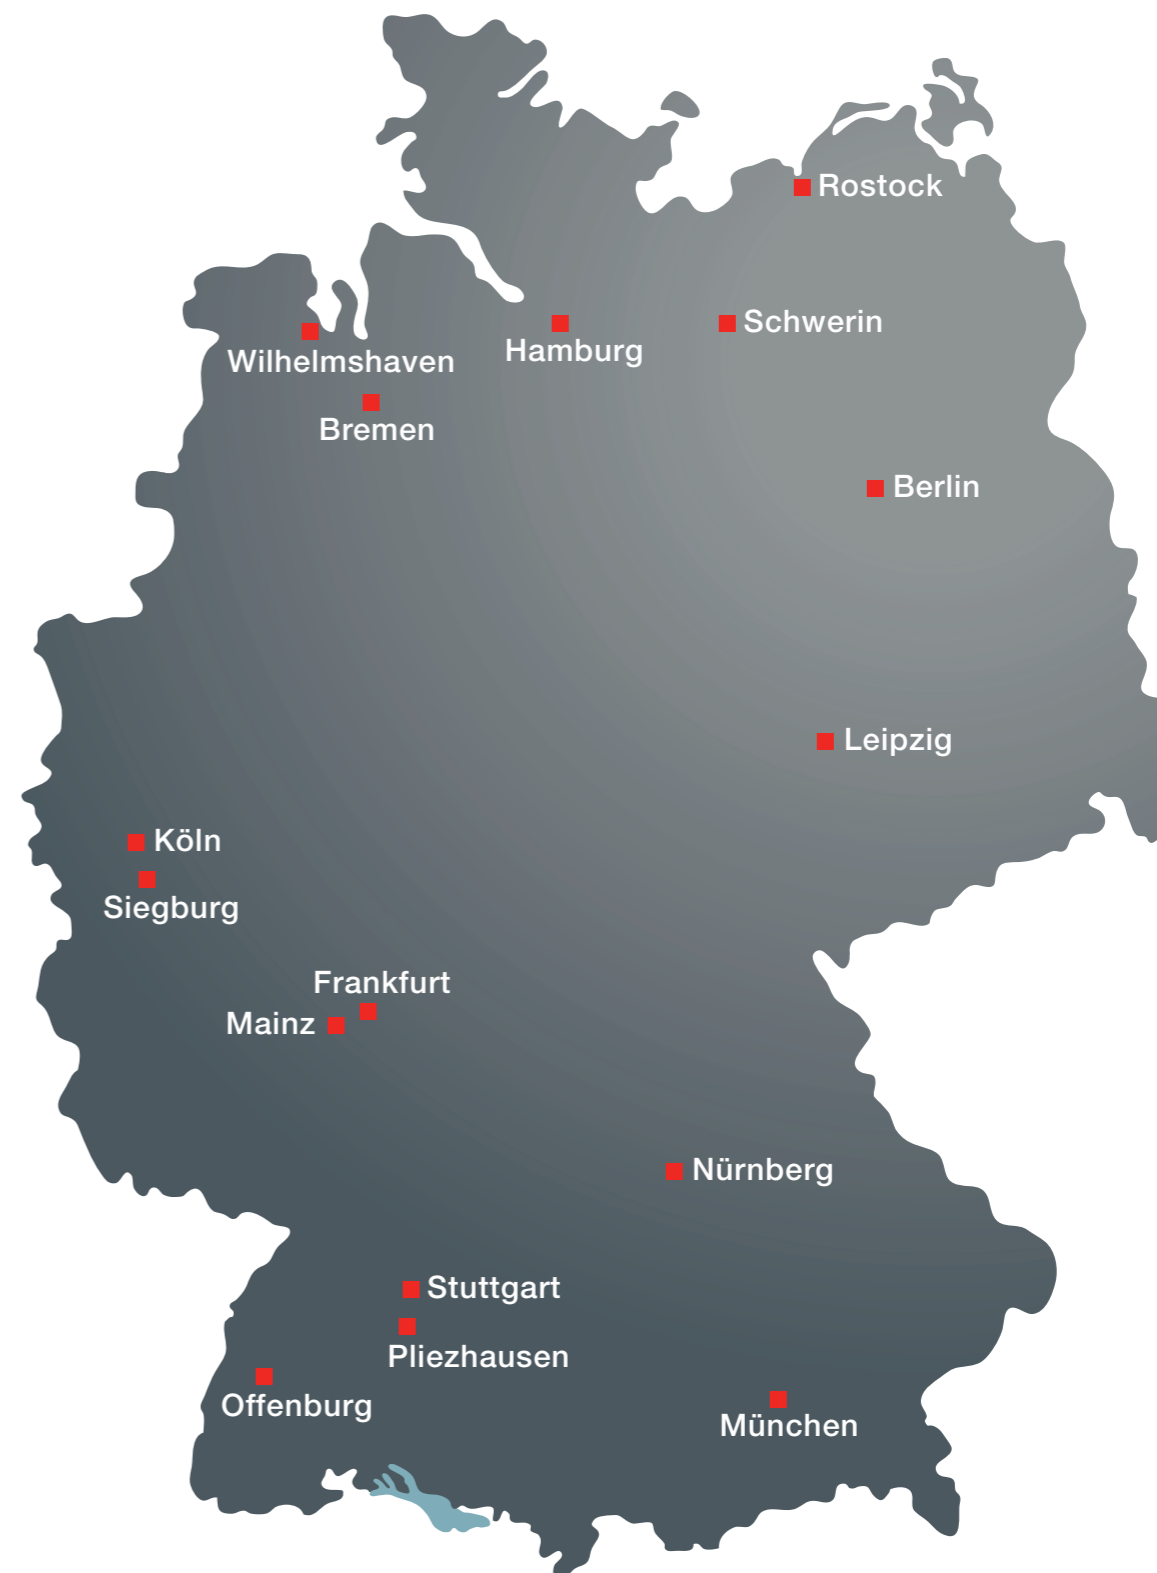 Rostock
Schwerin
Hamburg
Wilhelmshaven
Bremen
Berlin
Leipzig
Köln
Siegburg
Frankfurt
Mainz
Nürnberg
Stuttgart
Pliezhausen
Offenburg
München